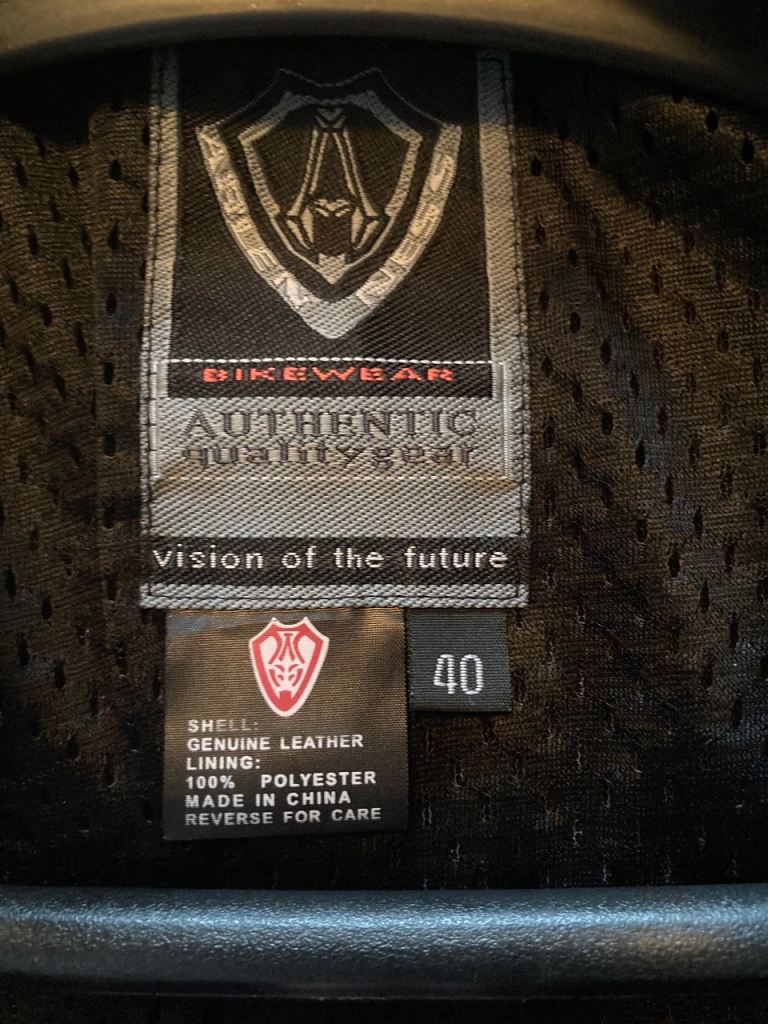 BIKEWEAR
AUTHENTIC
qualitygear
vision of the future
40
SHELL:
GENUINE LEATHER
LINING:
100% POLYESTER
MADE IN CHINA
REVERSE FOR CARE